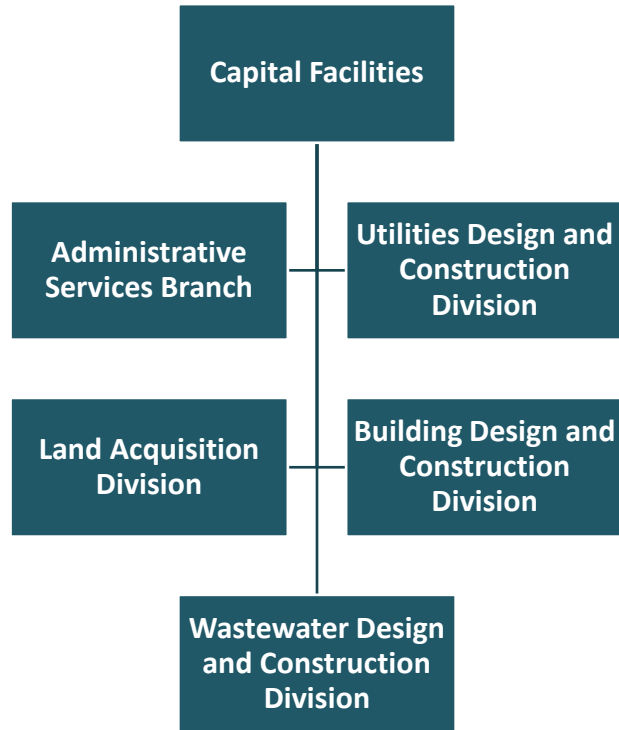 Capital Facilities
Administrative
Services Branch
Utilities Design and
Construction
Division
Land Acquisition
Division
Building Design and
Construction
Division
Wastewater Design
and Construction
Division